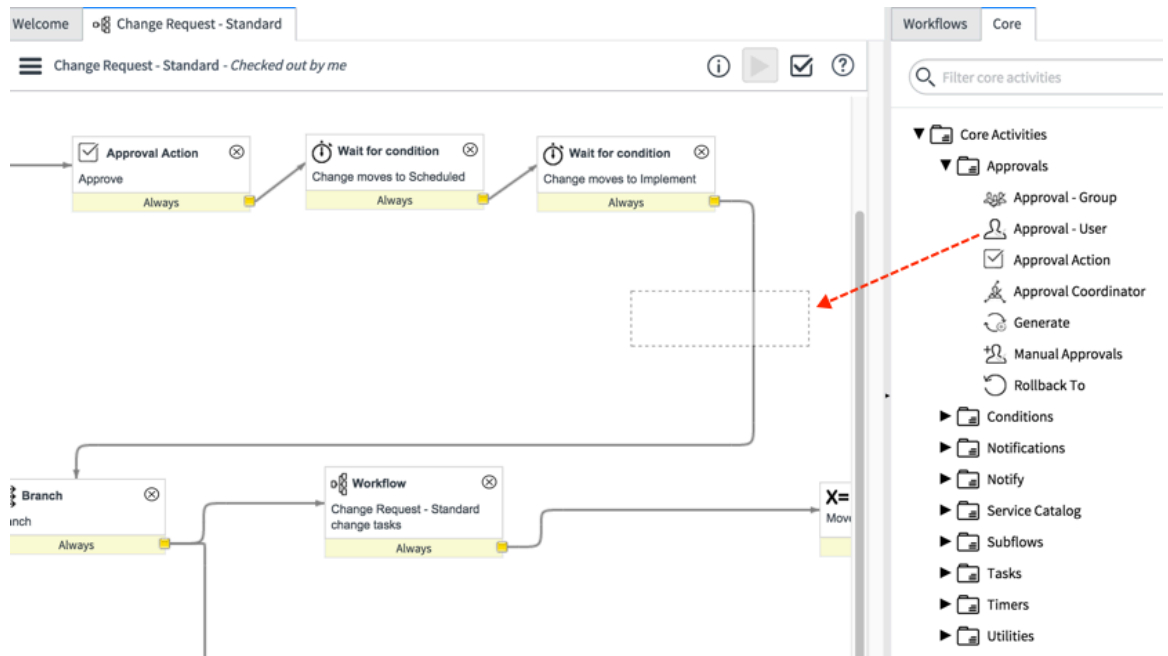 Welcome
Change Request - Standard
Workflows
Core
Change Request - Standard - Checked out by me
Filter core activities
Approval Action
Approve
Always
Wait for condition
Change moves to Scheduled
Always
Wait for condition
Change moves to Implement
Always
Branch
Always
Workflow
Change Request - Standard
change tasks
Always
X=
Core Activities
Approvals
Approval - Group
Approval - User
Approval Action
Approval Coordinator
Generate
Manual Approvals
Rollback To
Conditions
Notifications
Notify
Service Catalog
Subflows
Tasks
Timers
Utilities